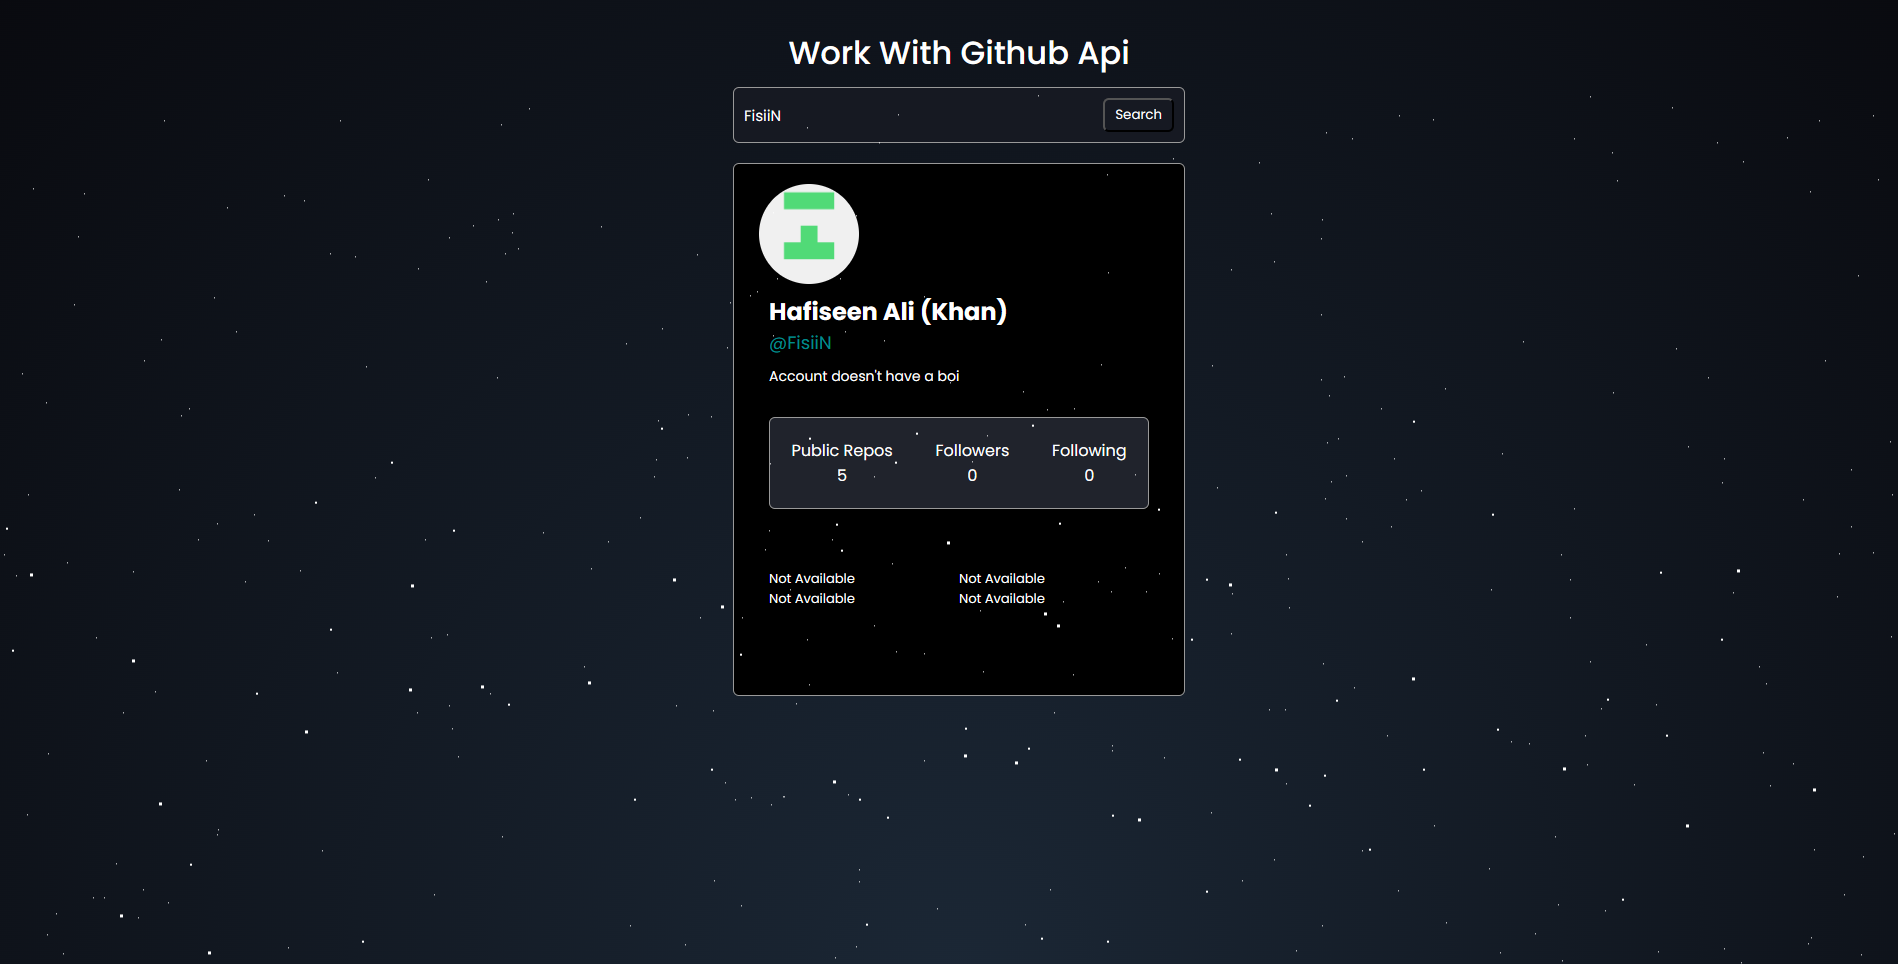 Work With Github Api
FisiiN
Search
Hafiseen Ali (Khan)
@FisiiN
Account doesn't have a boi
Public Repos Followers Following
5 0 0
Not Available Not Available
Not Available Not Available